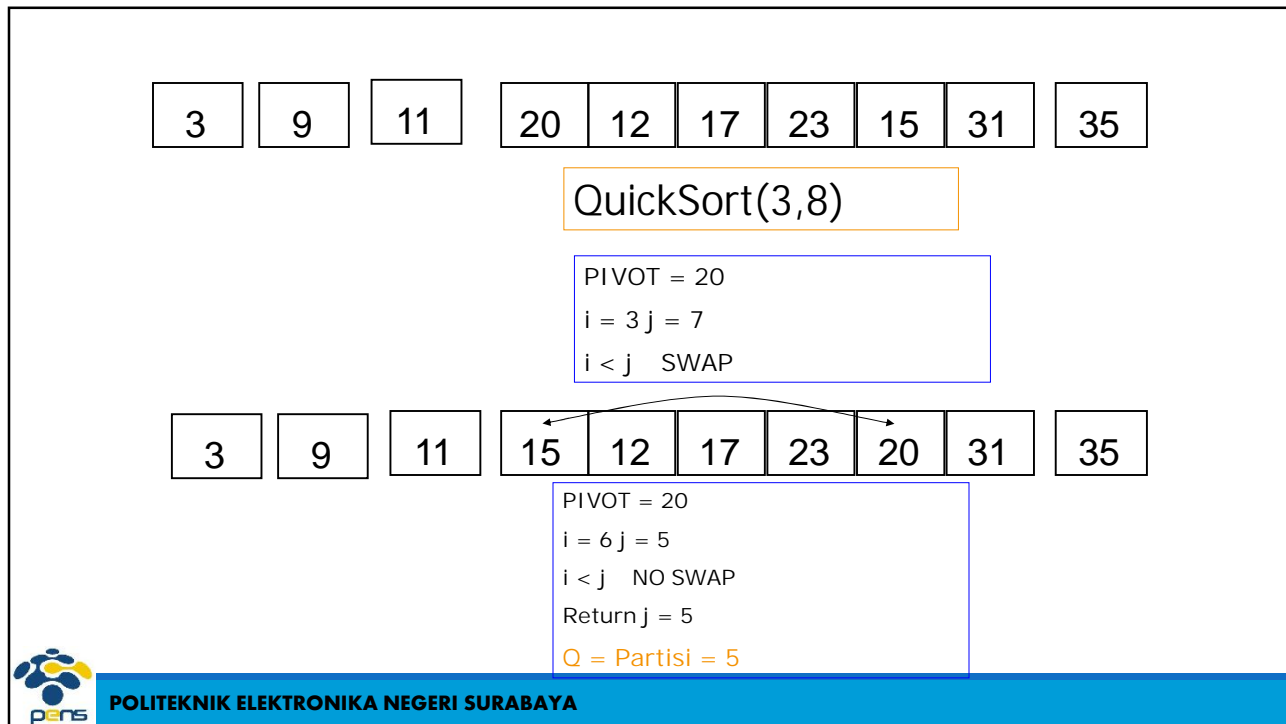 3 9 11 20 12 17 23 15 31 35
QuickSort(3,8)
PIVOT = 20
i = 3 j = 7
i < j SWAP
3 9 11 15 12 17 23 20 31 35
PIVOT = 20
i = 6 j = 5
i < j NO SWAP
Return j = 5
Q = Partisi = 5
pens
POLITEKNIK ELEKTRONIKA NEGERI SURABAYA